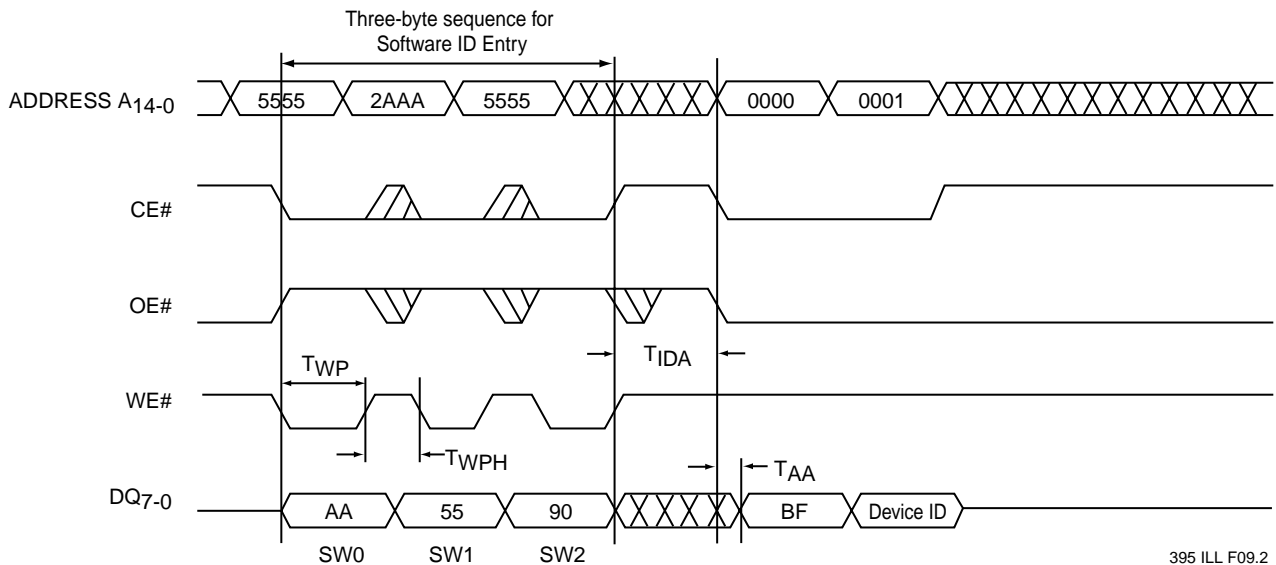 Three-byte sequence for
Software ID Entry
ADDRESS A14-0
5555 2AAA 5555 0000 0001
CE#
OE#
TIDA
TWP
WE#
TWPH
TAA
DQ7-0
AA 55 90 BF Device ID
SW0 SW1 SW2
395 ILL F09.2